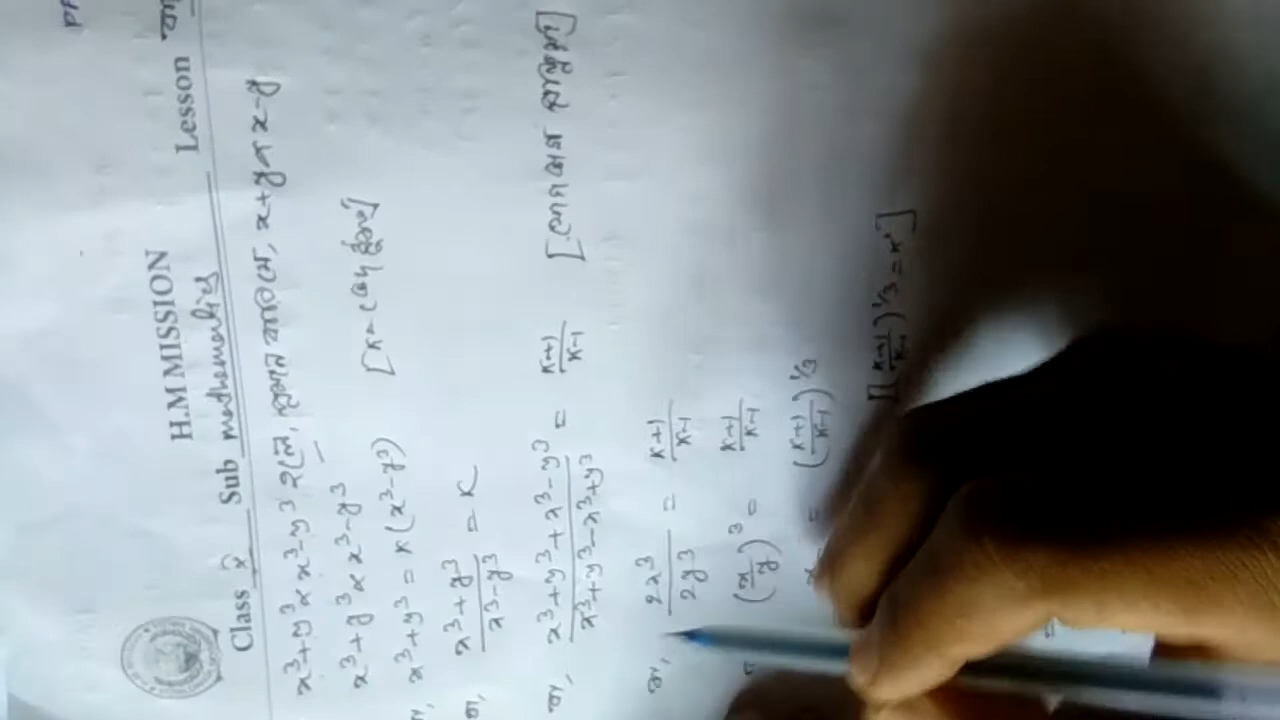 H.M MISSION
Class X Sub mathematics Lesson
x³+y³ ∝ x³-y³ হলে, প্রমাণ করো যে, x+y ∝ x-y
x³+y³ ∝ x³-y³
x³+y³ = K(x³-y³) [K = ভেদ ধ্রুবক]
বা, (x³+y³)/(x³-y³) = K
বা, (x³+y³+x³-y³)/(x³+y³-x³+y³) = (K+1)/(K-1) [যোগ ভাগ প্রক্রিয়া]
বা, 2x³/2y³ = (K+1)/(K-1)
(x/y)³ = (K+1)/(K-1)
= ((K+1)/(K-1))^1/3
[((K+1)/(K-1))^1/3 = K']